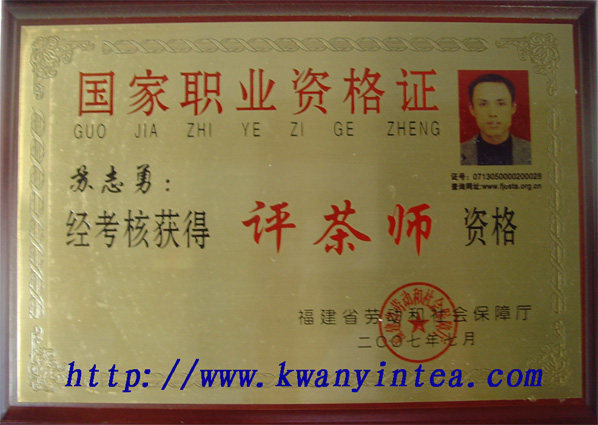 国家职业资格证
GUO JIA ZHI YE ZI GE ZHENG
证号:0713050000200028
查询网址:www.fjusta.org.cn
苏志勇:
经考核获得 评茶师 资格
福建省劳动和社会保障厅
二〇〇七年七月
http://www.kwanyintea.com